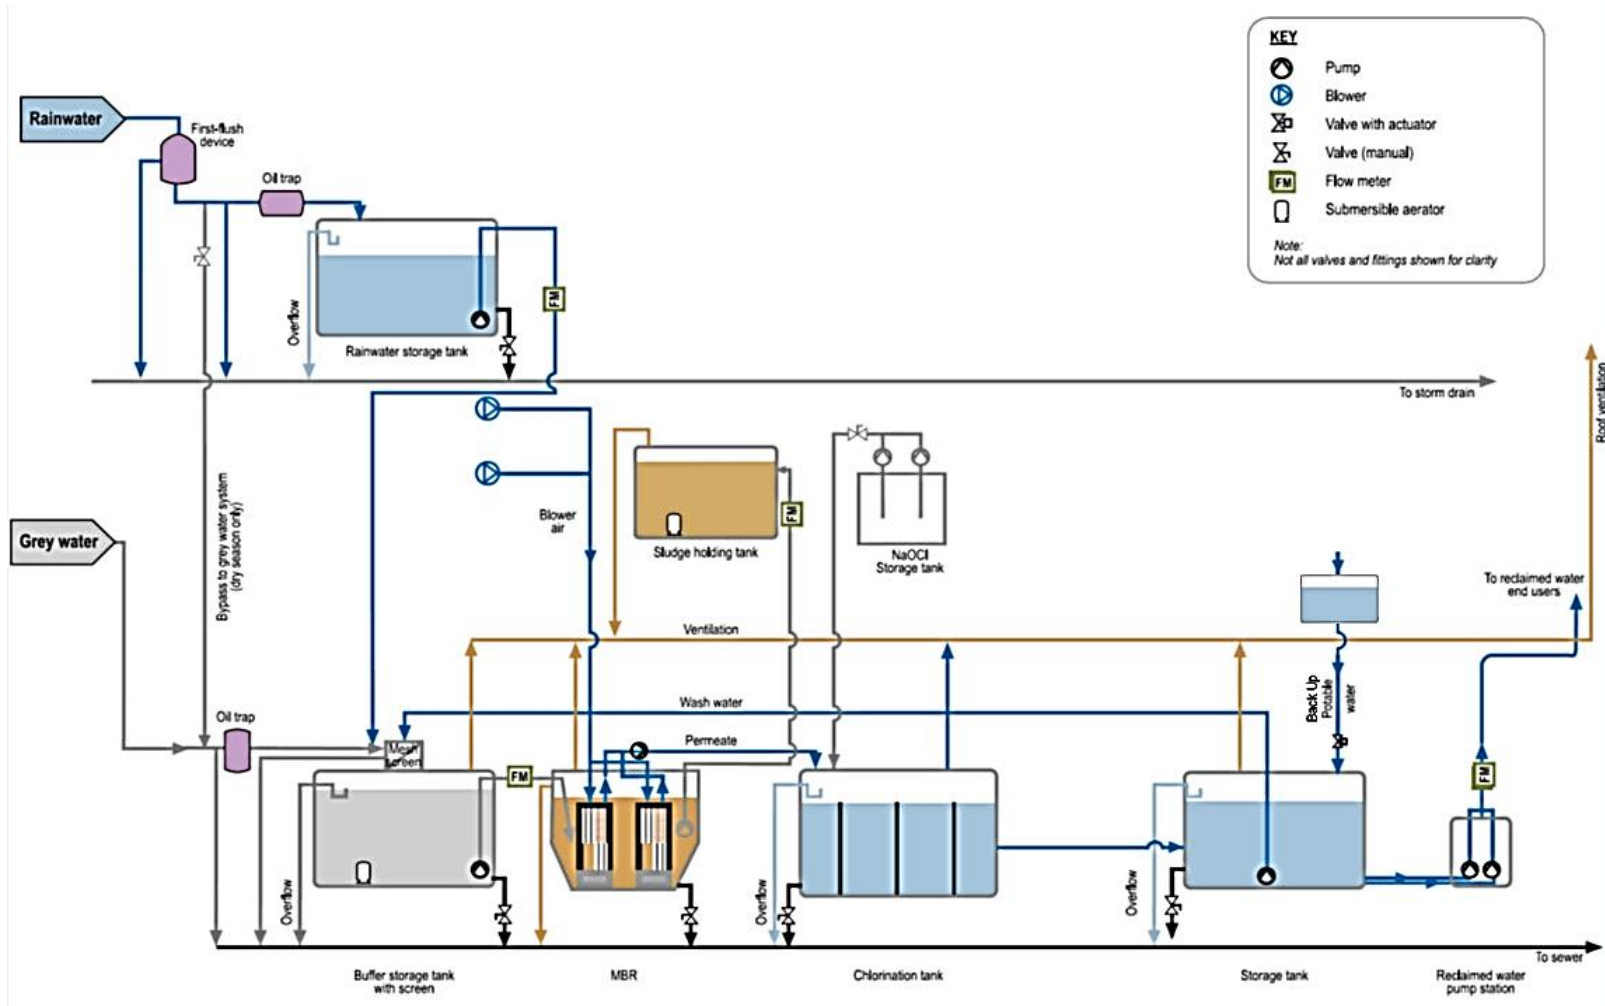 KEY
Pump
Blower
Valve with actuator
Valve (manual)
FM
Flow meter
Submersible aerator
Note:
Not all valves and fittings shown for clarity
Rainwater
First-flush
device
Oil trap
Overflow
FM
Rainwater storage tank
To storm drain
Roof ventilation
Bypass to grey water system
(dry season only)
Grey water
Blower
air
Sludge holding tank
FM
NaOCl
Storage tank
To reclaimed water
end users
Ventilation
Back Up
Potable
water
Wash water
Permeate
Oil trap
Mesh
screen
FM
FM
Overflow
Overflow
Overflow
To sewer
Buffer storage tank
with screen
MBR
Chlorination tank
Storage tank
Reclaimed water
pump station